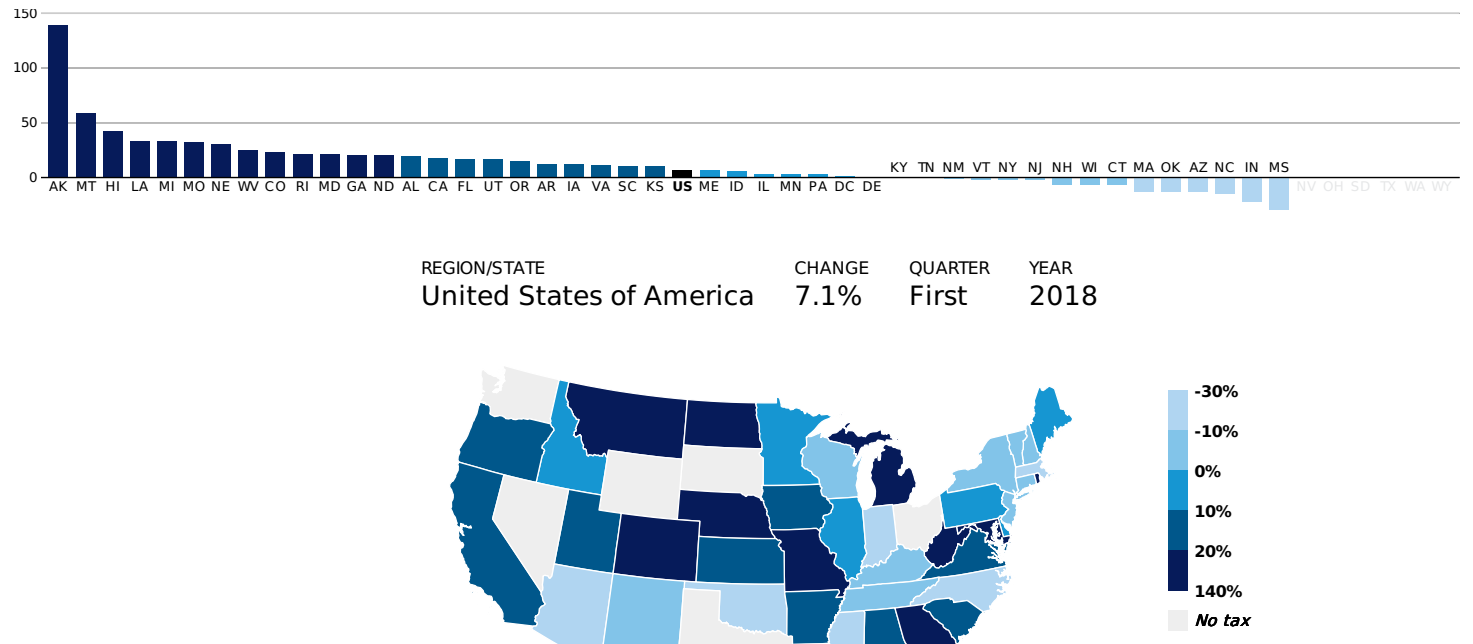 150
100
50
0
KY TN NM VT NY NJ NH WI CT MA OK AZ NC IN MS
AK MT HI LA MI MO NE WV CO RI MD GA ND AL CA FL UT OR AR IA VA SC KS US ME ID IL MN PA DC DE NV OH SD TX WA WY
REGION/STATE CHANGE QUARTER YEAR
United States of America 7.1% First 2018
-30%
-10%
0%
10%
20%
140%
No tax